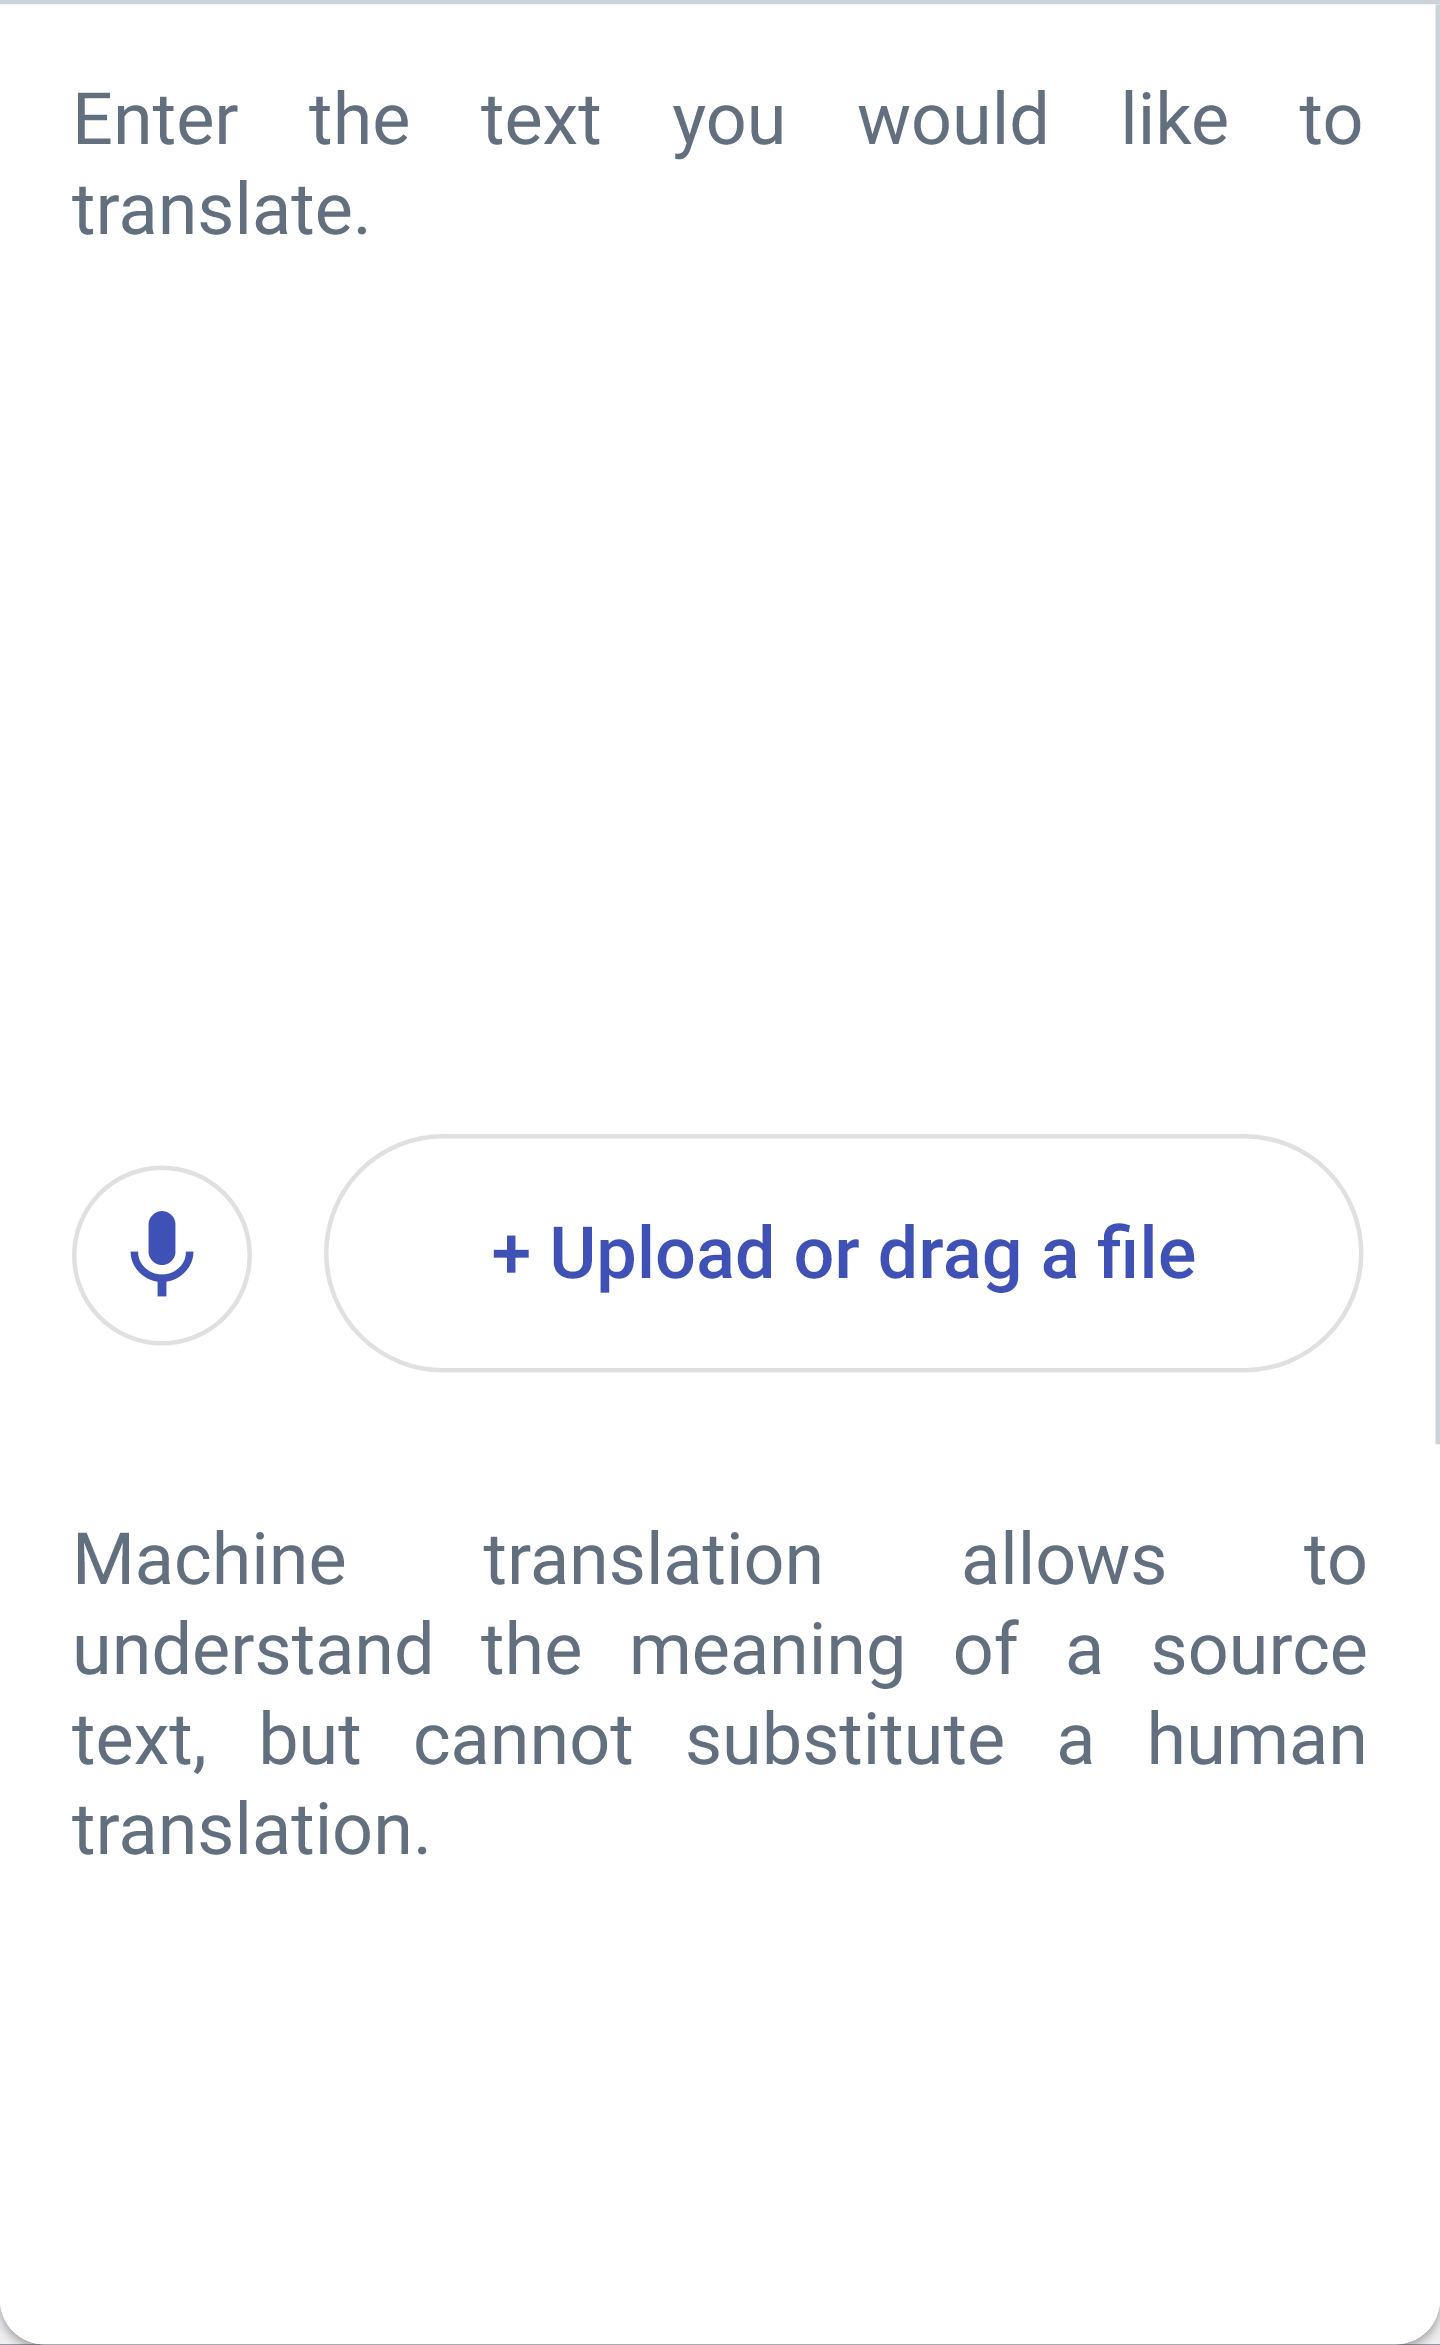 Enter the text you would like to
translate.
+ Upload or drag a file
Machine translation allows to
understand the meaning of a source
text, but cannot substitute a human
translation.